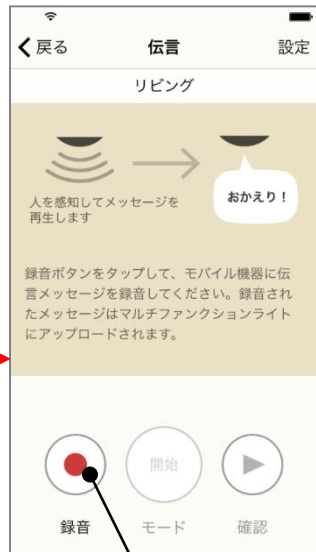 戻る 伝言 設定
リビング
人を感知してメッセージを
再生します
おかえり！
録音ボタンをタップして、モバイル機器に伝
言メッセージを録音してください。録音され
たメッセージはマルチファンクションライト
にアップロードされます。
開始
録音 モード 確認